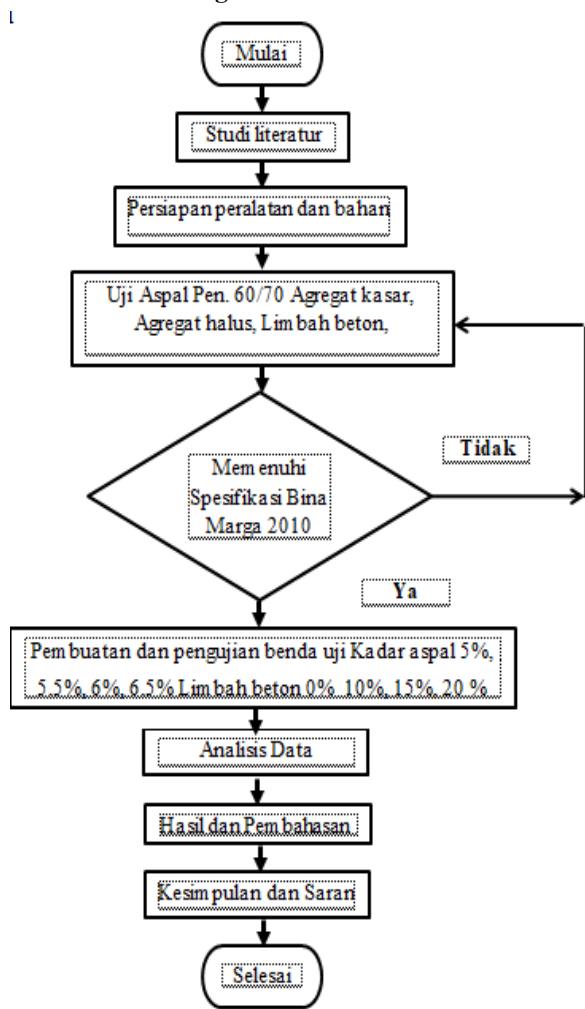 Mulai
Studi literatur
Persiapan peralatan dan bahan
Uji Aspal Pen. 60/70 Agregat kasar,
Agregat halus, Limbah beton,
Tidak
Memenuhi
Spesifikasi Bina
Marga 2010
Ya
Pembuatan dan pengujian benda uji Kadar aspal 5%,
5.5%, 6%, 6.5% Limbah beton 0% 10%, 15%, 20 %
Analisis Data
Hasil dan Pembahasan
Kesimpulan dan Saran
Selesai